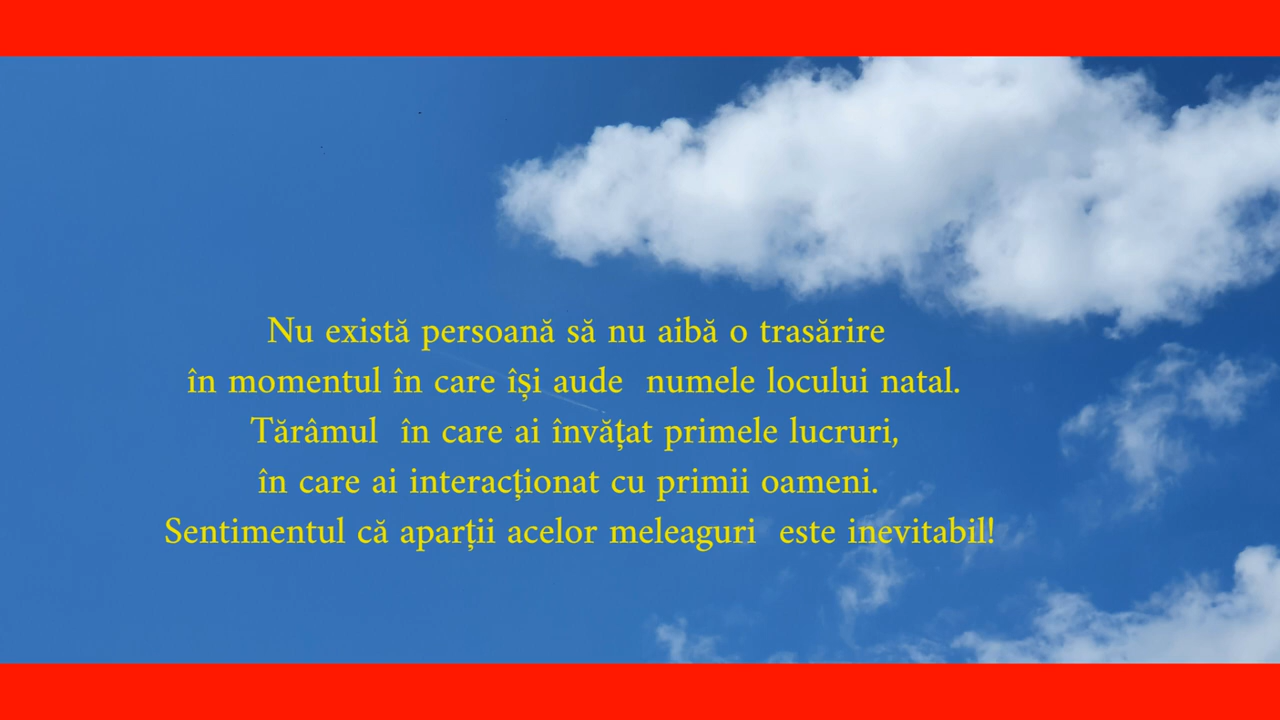 Nu există persoană să nu aibă o trasărire
în momentul în care își aude  numele locului natal.
Tărâmul  în care ai învățat primele lucruri,
în care ai interacționat cu primii oameni.
Sentimentul că aparții acelor meleaguri  este inevitabil!